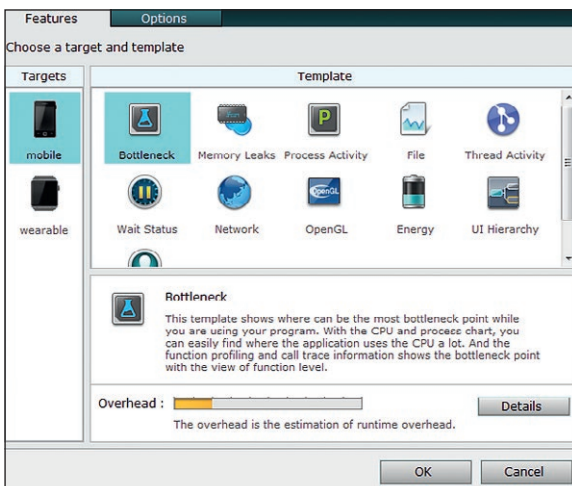 Features Options
Choose a target and template
Targets Template
mobile
wearable
Bottleneck Memory Leaks Process Activity File Thread Activity
Wait Status Network OpenGL Energy UI Hierarchy
Bottleneck
This template shows where can be the most bottleneck point while
you are using your program. With the CPU and process chart, you
can easily find where the application uses the CPU a lot. And the
function profiling and call trace information shows the bottleneck point
with the view of function level.
Overhead : Details
The overhead is the estimation of runtime overhead.
OK Cancel